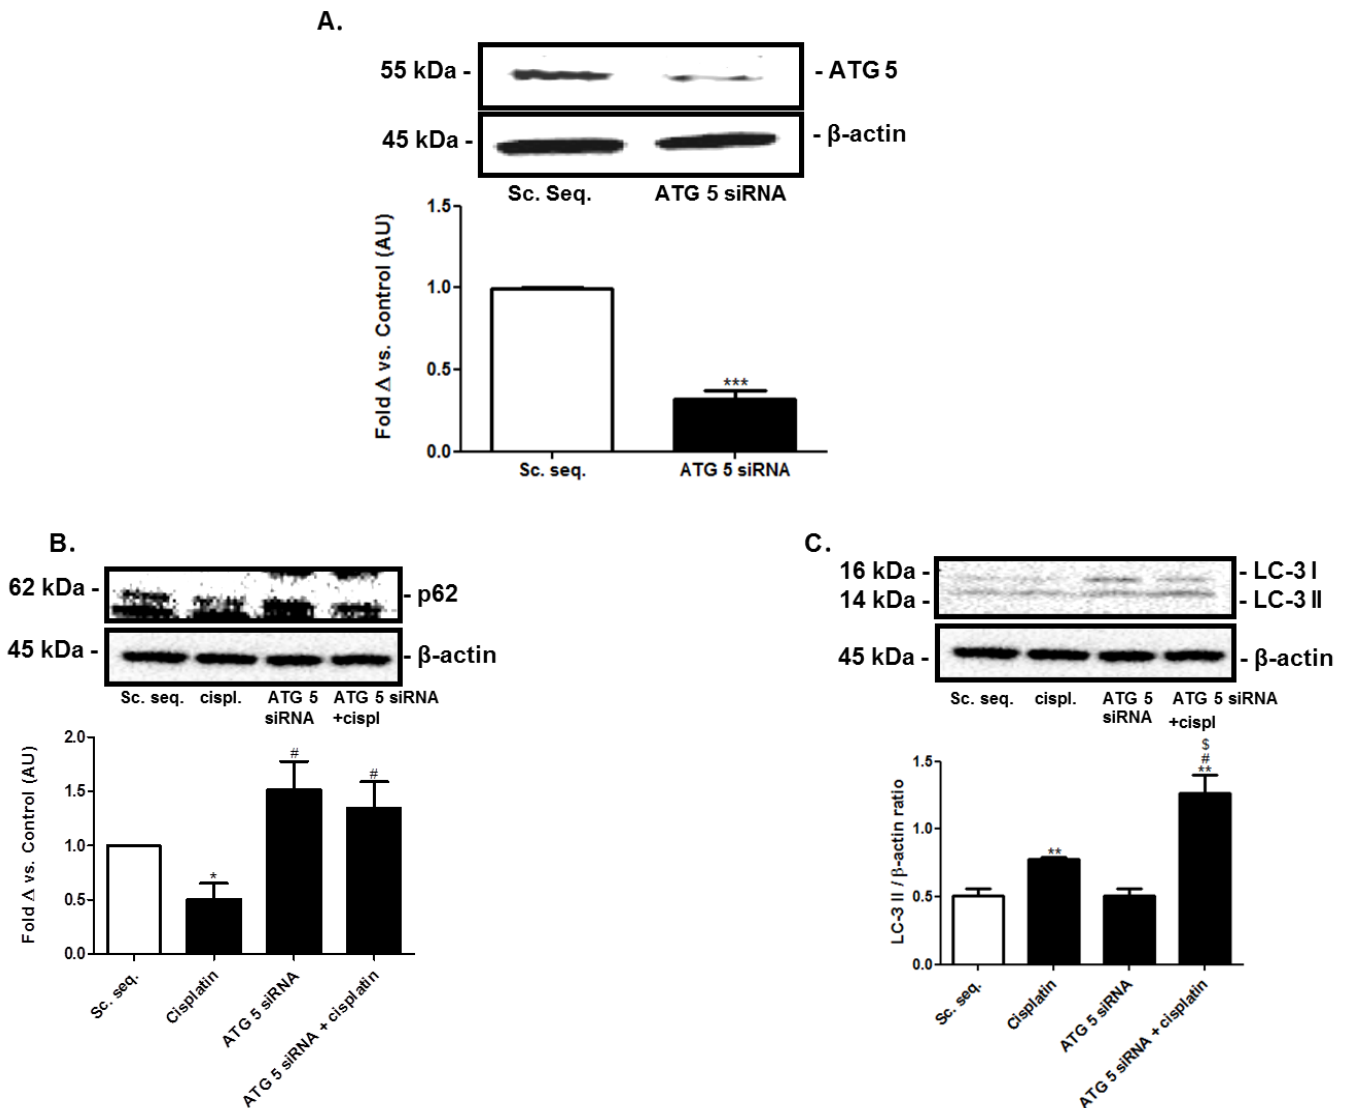 A.
55 kDa - - ATG 5
45 kDa - - β-actin
Sc. Seq. ATG 5 siRNA
Fold Δ vs. Control (AU)
1.5
1.0
0.5
0.0
***
Sc. seq. ATG 5 siRNA
B.
62 kDa - - p62
45 kDa - - β-actin
Sc. seq. cispl. ATG 5 ATG 5 siRNA
siRNA +cispl
Fold Δ vs. Control (AU)
2.0
1.5
1.0
0.5
0.0
* # #
Sc. seq. Cisplatin ATG 5 siRNA ATG 5 siRNA + cisplatin
C.
16 kDa - - LC-3 I
14 kDa - - LC-3 II
45 kDa - - β-actin
Sc. seq. cispl. ATG 5 ATG 5 siRNA
siRNA +cispl
LC-3 II / β-actin ratio
1.5
1.0
0.5
0.0
$
#
**
**
Sc. seq. Cisplatin ATG 5 siRNA ATG 5 siRNA + cisplatin